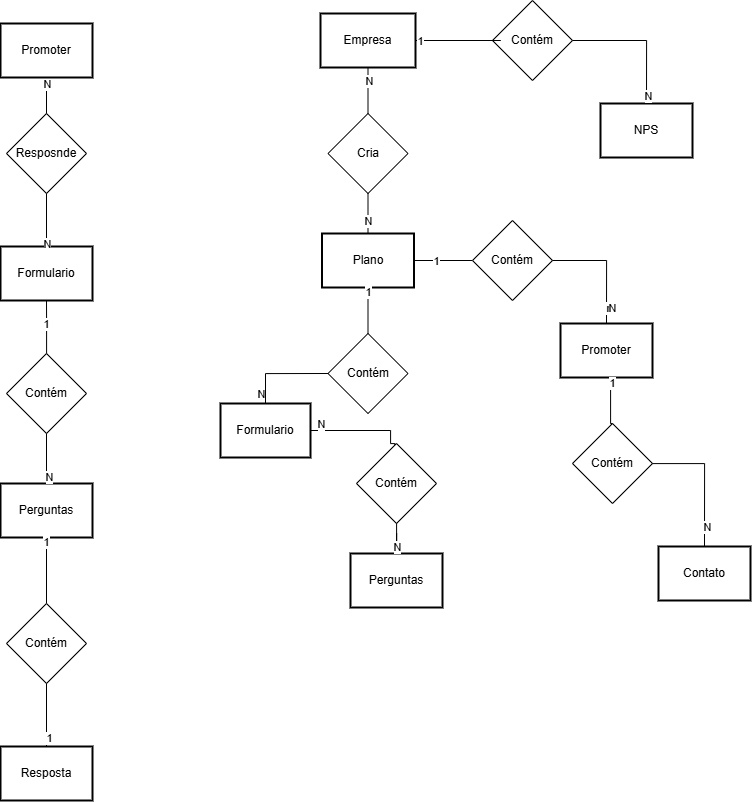 Promoter
N
Resposnde
N
Formulario
1
Contém
N
Perguntas
1
Contém
1
Resposta
Empresa
1
Contém
N
NPS
N
Cria
N
Plano
1
Contém
N
Promoter
1
Contém
N
Contato
1
Contém
N
Formulario
N
Contém
N
Perguntas